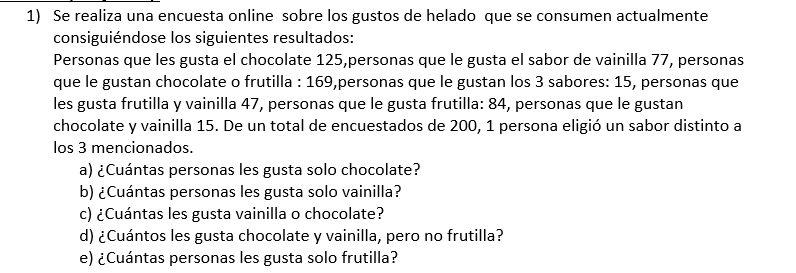 1) Se realiza una encuesta online sobre los gustos de helado que se consumen actualmente
consiguiéndose los siguientes resultados:
Personas que les gusta el chocolate 125,personas que le gusta el sabor de vainilla 77, personas
que le gustan chocolate o frutilla : 169,personas que le gustan los 3 sabores: 15, personas que
les gusta frutilla y vainilla 47, personas que le gusta frutilla: 84, personas que le gustan
chocolate y vainilla 15. De un total de encuestados de 200, 1 persona eligió un sabor distinto a
los 3 mencionados.
a) ¿Cuántas personas les gusta solo chocolate?
b) ¿Cuántas personas les gusta solo vainilla?
c) ¿Cuántas les gusta vainilla o chocolate?
d) ¿Cuántos les gusta chocolate y vainilla, pero no frutilla?
e) ¿Cuántas personas les gusta solo frutilla?